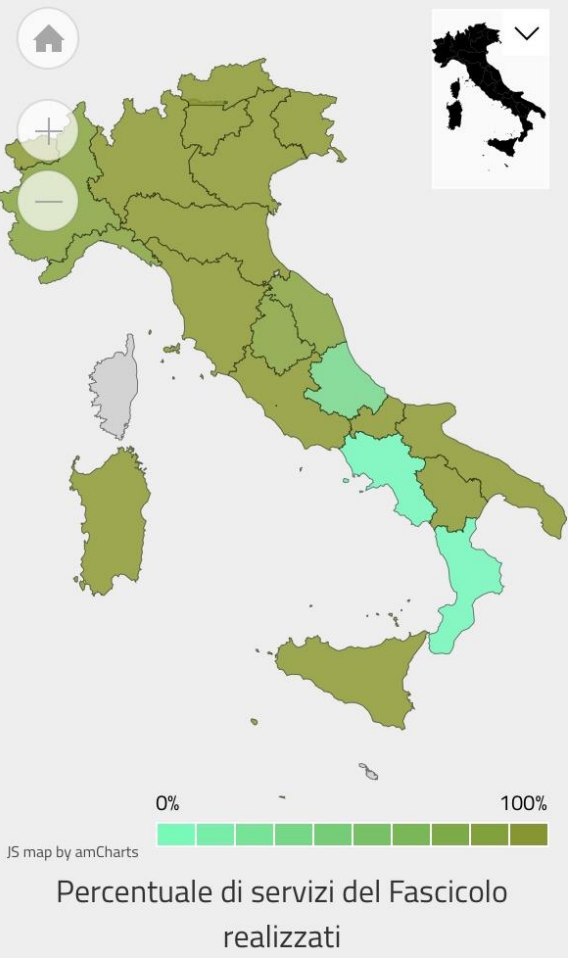 0% 100%
JS map by amCharts
Percentuale di servizi del Fascicolo
realizzati